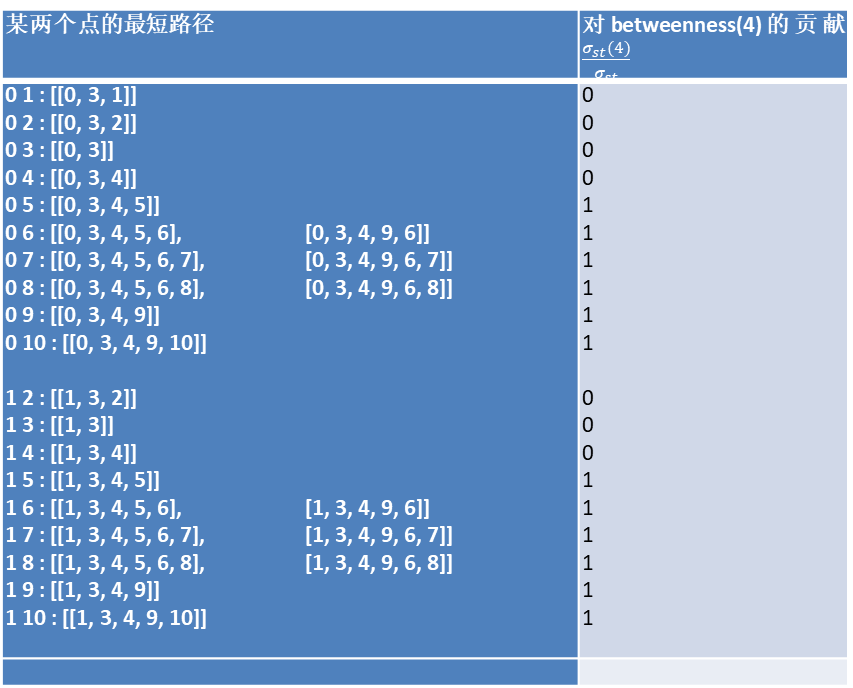 某两个点的最短路径 对 betweenness(4) 的 贡 献
σst(4)
σst
0 1 : [[0, 3, 1]] 0
0 2 : [[0, 3, 2]] 0
0 3 : [[0, 3]] 0
0 4 : [[0, 3, 4]] 0
0 5 : [[0, 3, 4, 5]] 1
0 6 : [[0, 3, 4, 5, 6], [0, 3, 4, 9, 6]] 1
0 7 : [[0, 3, 4, 5, 6, 7], [0, 3, 4, 9, 6, 7]] 1
0 8 : [[0, 3, 4, 5, 6, 8], [0, 3, 4, 9, 6, 8]] 1
0 9 : [[0, 3, 4, 9]] 1
0 10 : [[0, 3, 4, 9, 10]] 1
1 2 : [[1, 3, 2]] 0
1 3 : [[1, 3]] 0
1 4 : [[1, 3, 4]] 0
1 5 : [[1, 3, 4, 5]] 1
1 6 : [[1, 3, 4, 5, 6], [1, 3, 4, 9, 6]] 1
1 7 : [[1, 3, 4, 5, 6, 7], [1, 3, 4, 9, 6, 7]] 1
1 8 : [[1, 3, 4, 5, 6, 8], [1, 3, 4, 9, 6, 8]] 1
1 9 : [[1, 3, 4, 9]] 1
1 10 : [[1, 3, 4, 9, 10]] 1